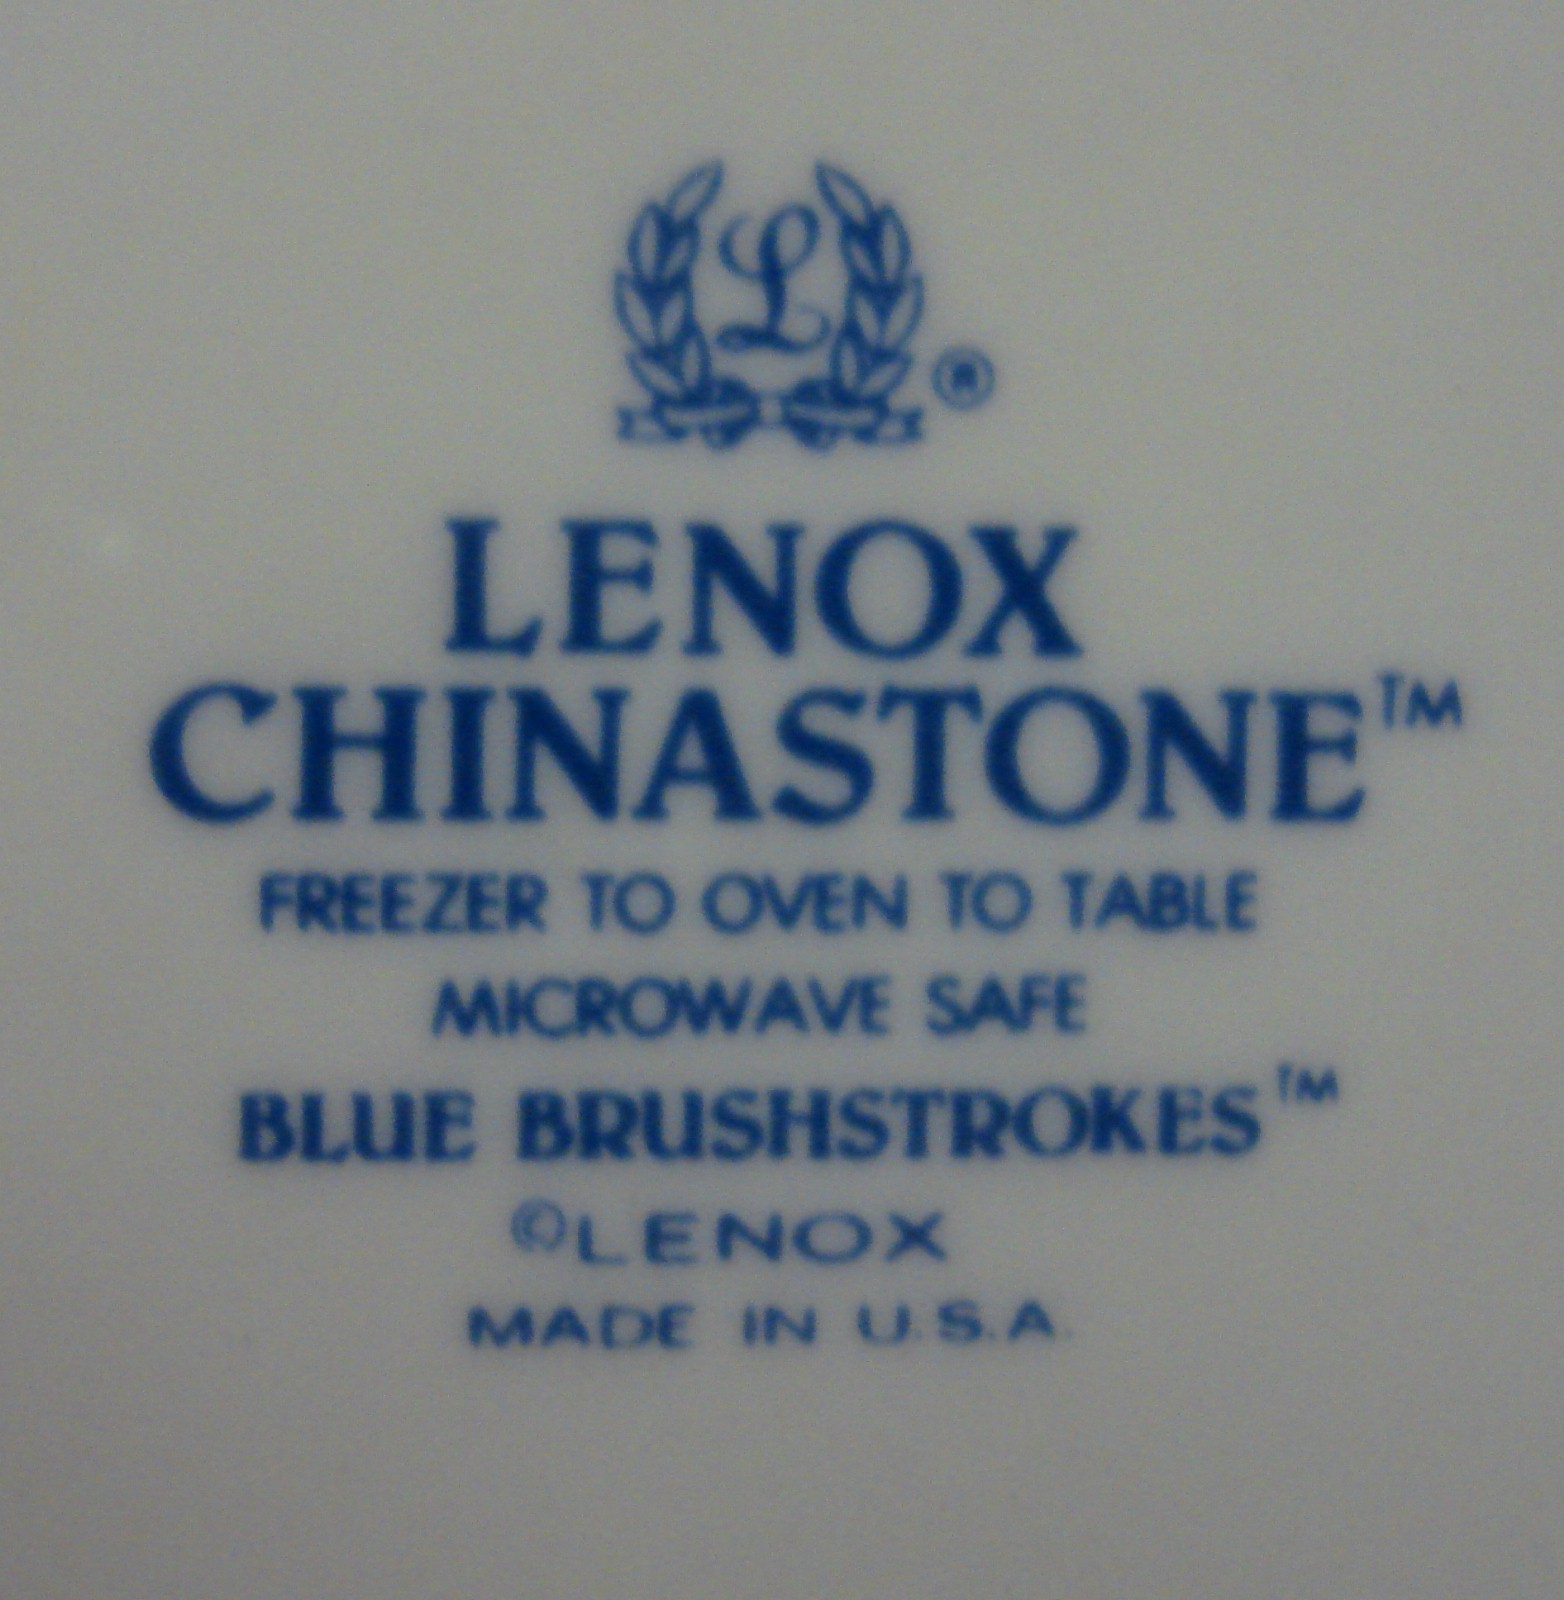 L ®
LENOX
CHINASTONE™
FREEZER TO OVEN TO TABLE
MICROWAVE SAFE
BLUE BRUSHSTROKES™
©LENOX
MADE IN U.S.A.